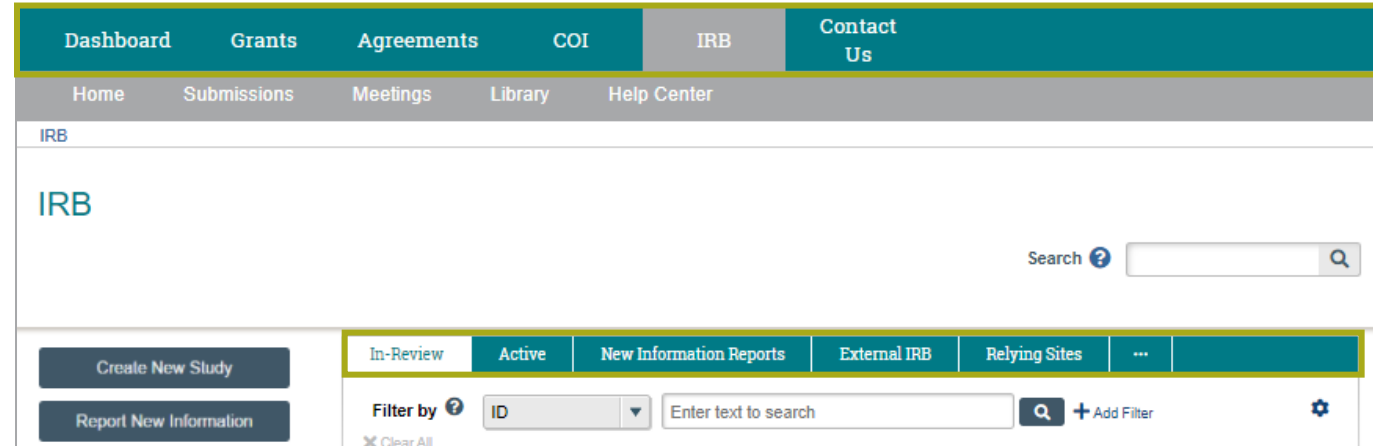 Dashboard Grants Agreements COI IRB Contact Us
Home Submissions Meetings Library Help Center
IRB
IRB
Search
Create New Study
Report New Information
In-Review Active New Information Reports External IRB Relying Sites ...
Filter by ID Enter text to search Add Filter
Clear All